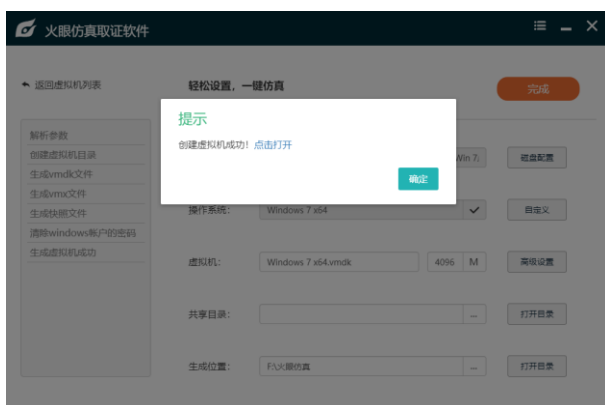 火眼仿真取证软件
返回虚拟机列表
轻松设置，一键仿真
完成
提示
创建虚拟机成功！点击打开
确定
解析参数
创建虚拟机目录
生成vmdk文件
生成vmx文件
生成快照文件
清除windows帐户的密码
生成虚拟机成功
Win 7;
磁盘配置
操作系统：
Windows 7 x64
自定义
虚拟机：
Windows 7 x64.vmdk
4096
M
高级设置
共享目录：
...
打开目录
生成位置：
F:\火眼仿真
...
打开目录